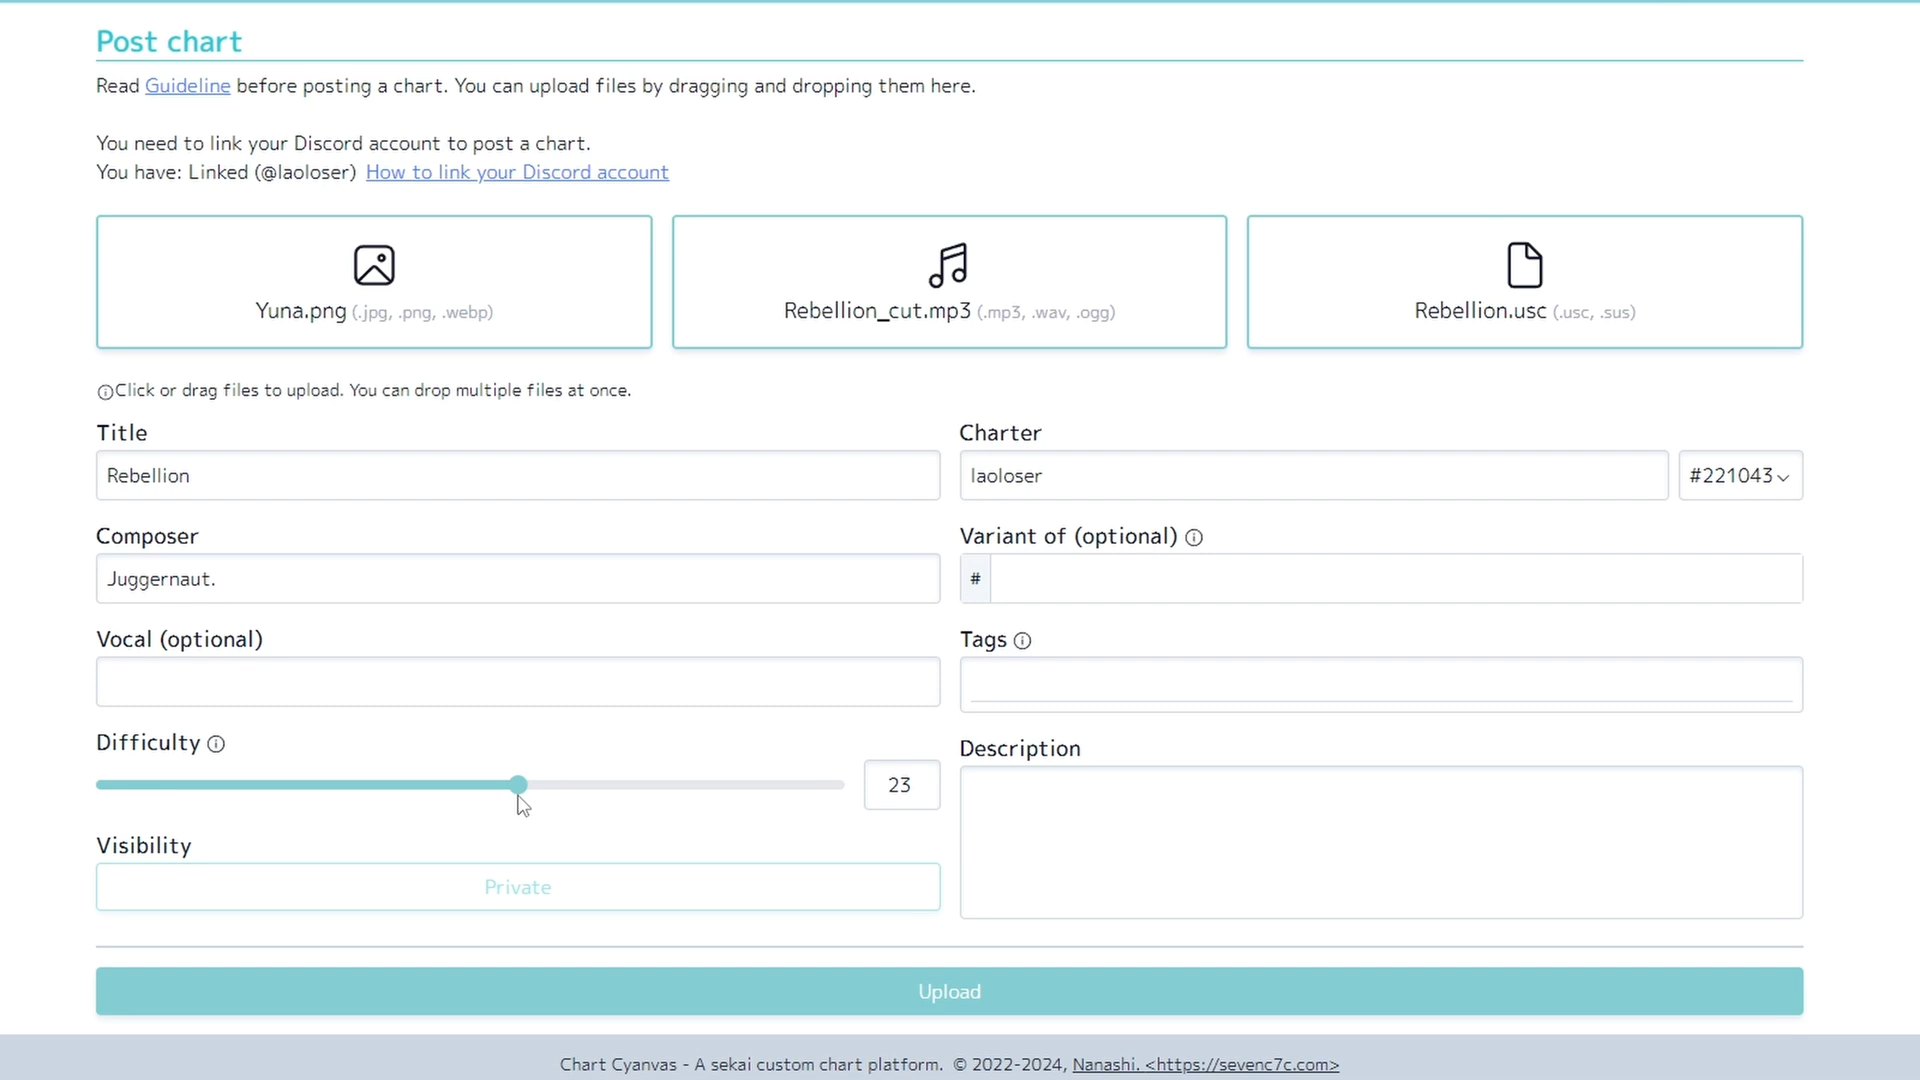 Post chart
Read Guideline before posting a chart. You can upload files by dragging and dropping them here.
You need to link your Discord account to post a chart.
You have: Linked (@laoloser) How to link your Discord account
Yuna.png (.jpg, .png, .webp)
Rebellion_cut.mp3 (.mp3, .wav, .ogg)
Rebellion.usc (.usc, .sus)
Click or drag files to upload. You can drop multiple files at once.
Title
Rebellion
Charter
laoloser
#221043
Composer
Juggernaut.
Variant of (optional)
#
Vocal (optional)
Tags
Difficulty
23
Description
Visibility
Private
Upload
Chart Cyanvas - A sekai custom chart platform. © 2022-2024, Nanashi. <https://sevenc7c.com>